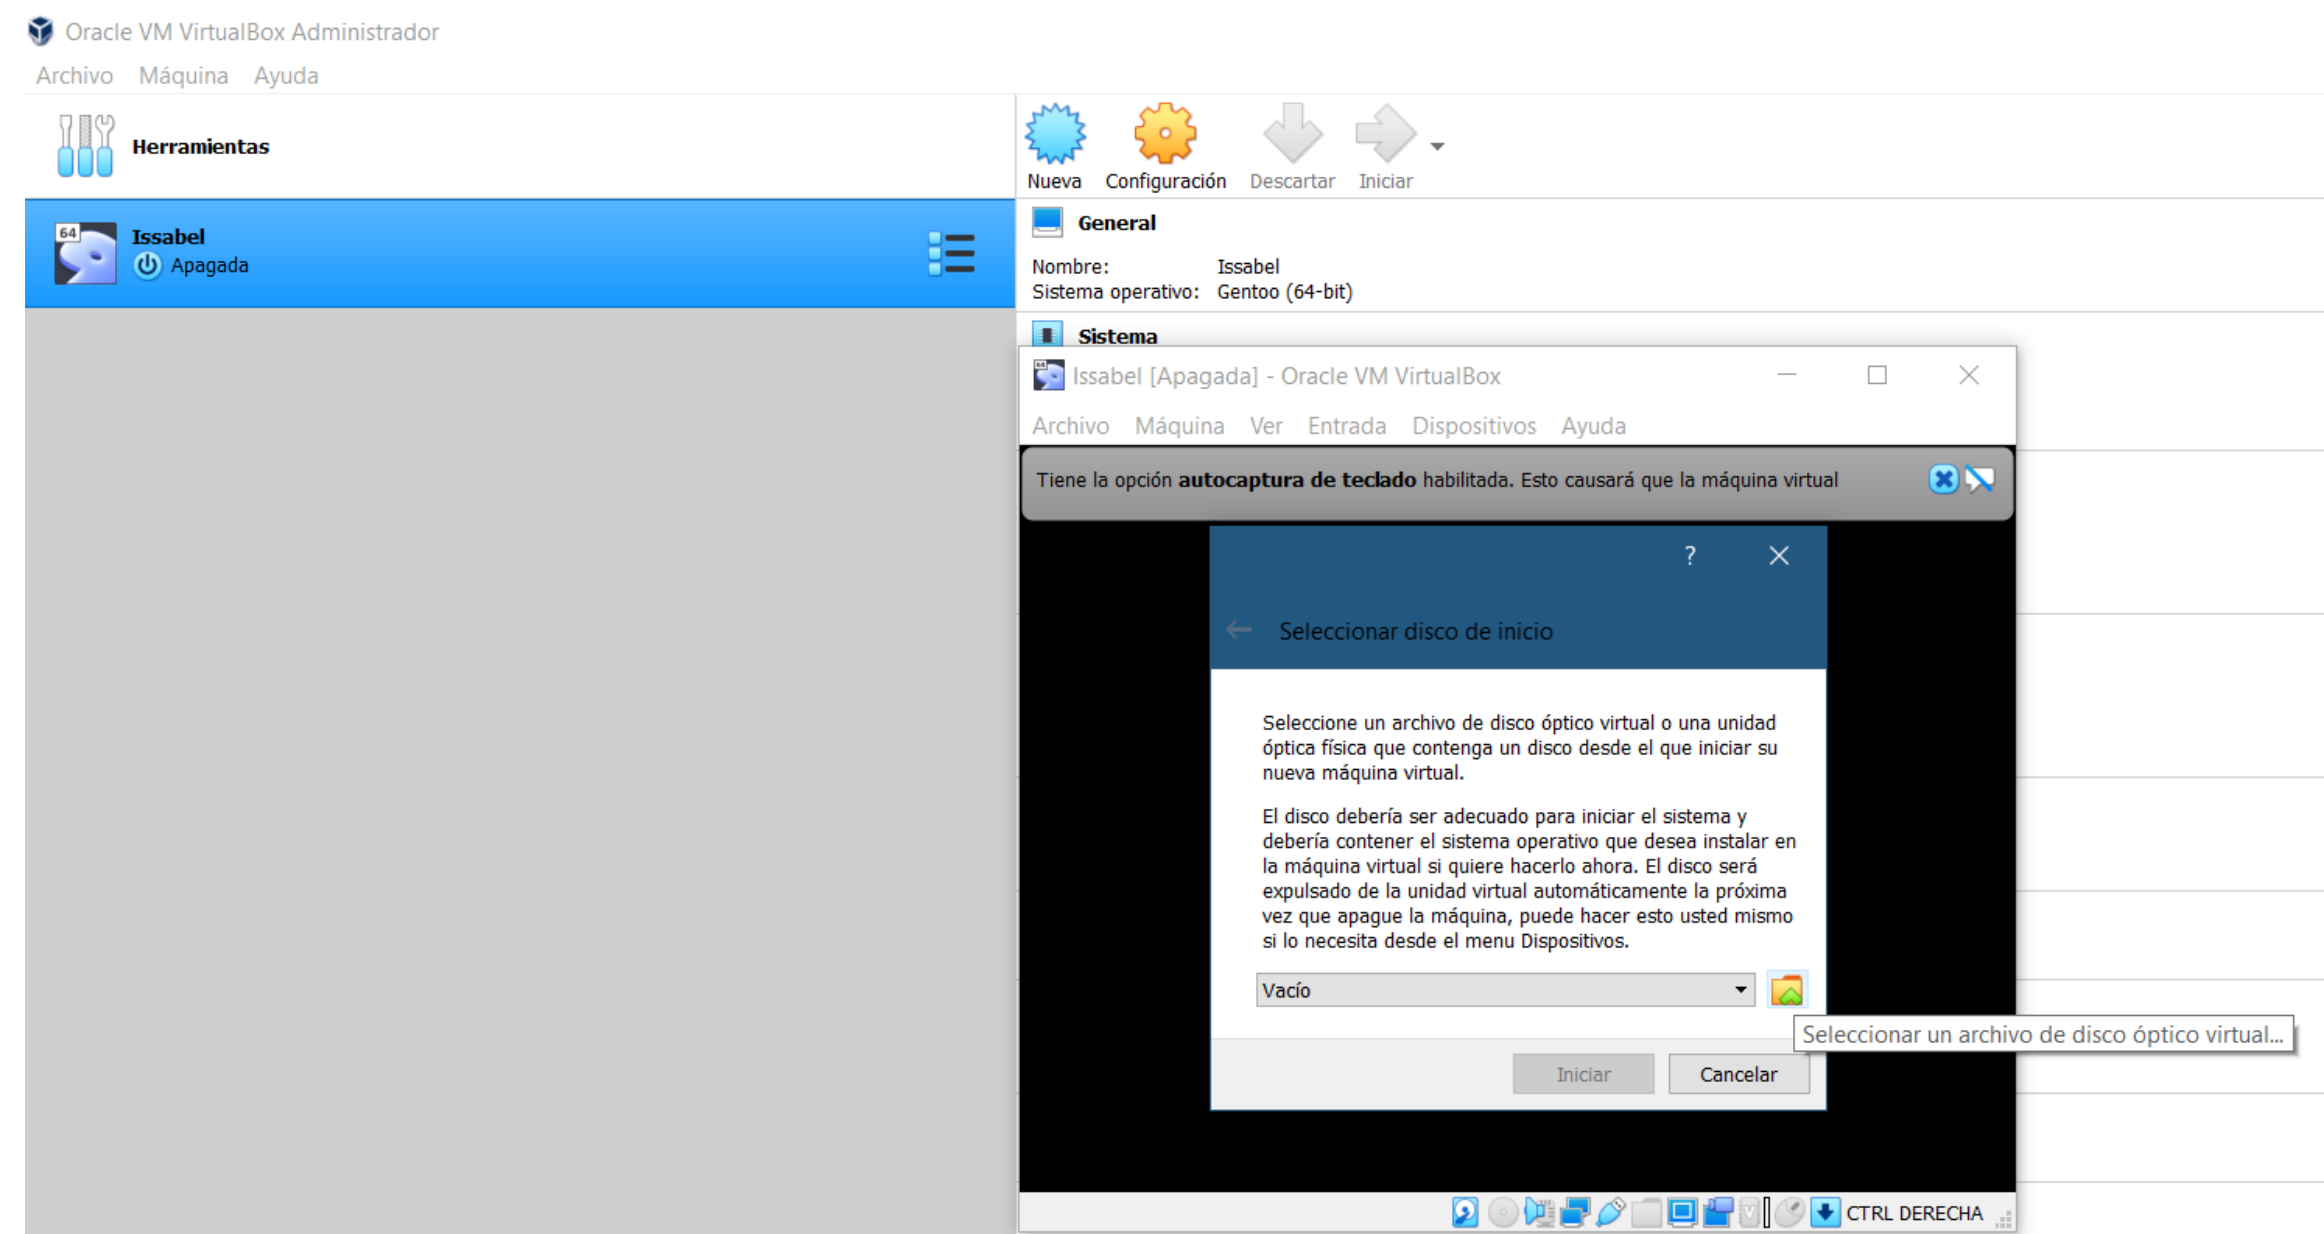 Oracle VM VirtualBox Administrador
Archivo Máquina Ayuda
Herramientas
Nueva Configuración Descartar Iniciar
64
Issabel
Apagada
General
Nombre: Issabel
Sistema operativo: Gentoo (64-bit)
Sistema
Issabel [Apagada] - Oracle VM VirtualBox
Archivo Máquina Ver Entrada Dispositivos Ayuda
Tiene la opción autocaptura de teclado habilitada. Esto causará que la máquina virtual
?
Seleccionar disco de inicio
Seleccione un archivo de disco óptico virtual o una unidad
óptica física que contenga un disco desde el que iniciar su
nueva máquina virtual.
El disco debería ser adecuado para iniciar el sistema y
debería contener el sistema operativo que desea instalar en
la máquina virtual si quiere hacerlo ahora. El disco será
expulsado de la unidad virtual automáticamente la próxima
vez que apague la máquina, puede hacer esto usted mismo
si lo necesita desde el menu Dispositivos.
Vacío
Seleccionar un archivo de disco óptico virtual...
Iniciar Cancelar
CTRL DERECHA